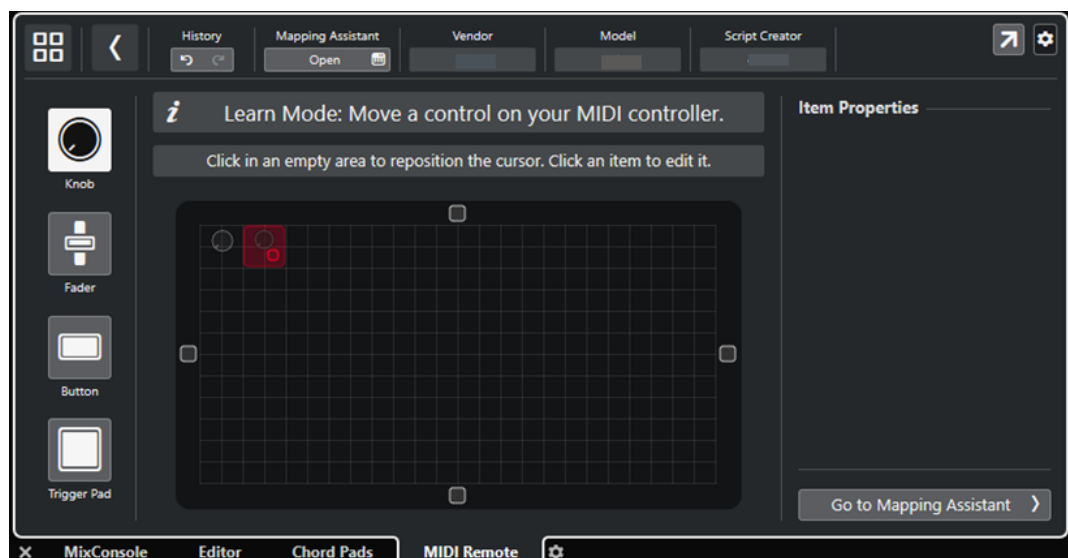 History
Mapping Assistant
Vendor
Model
Script Creator
Open
Learn Mode: Move a control on your MIDI controller.
Click in an empty area to reposition the cursor. Click an item to edit it.
Item Properties
Knob
Fader
Button
Trigger Pad
Go to Mapping Assistant
MixConsole Editor Chord Pads MIDI Remote